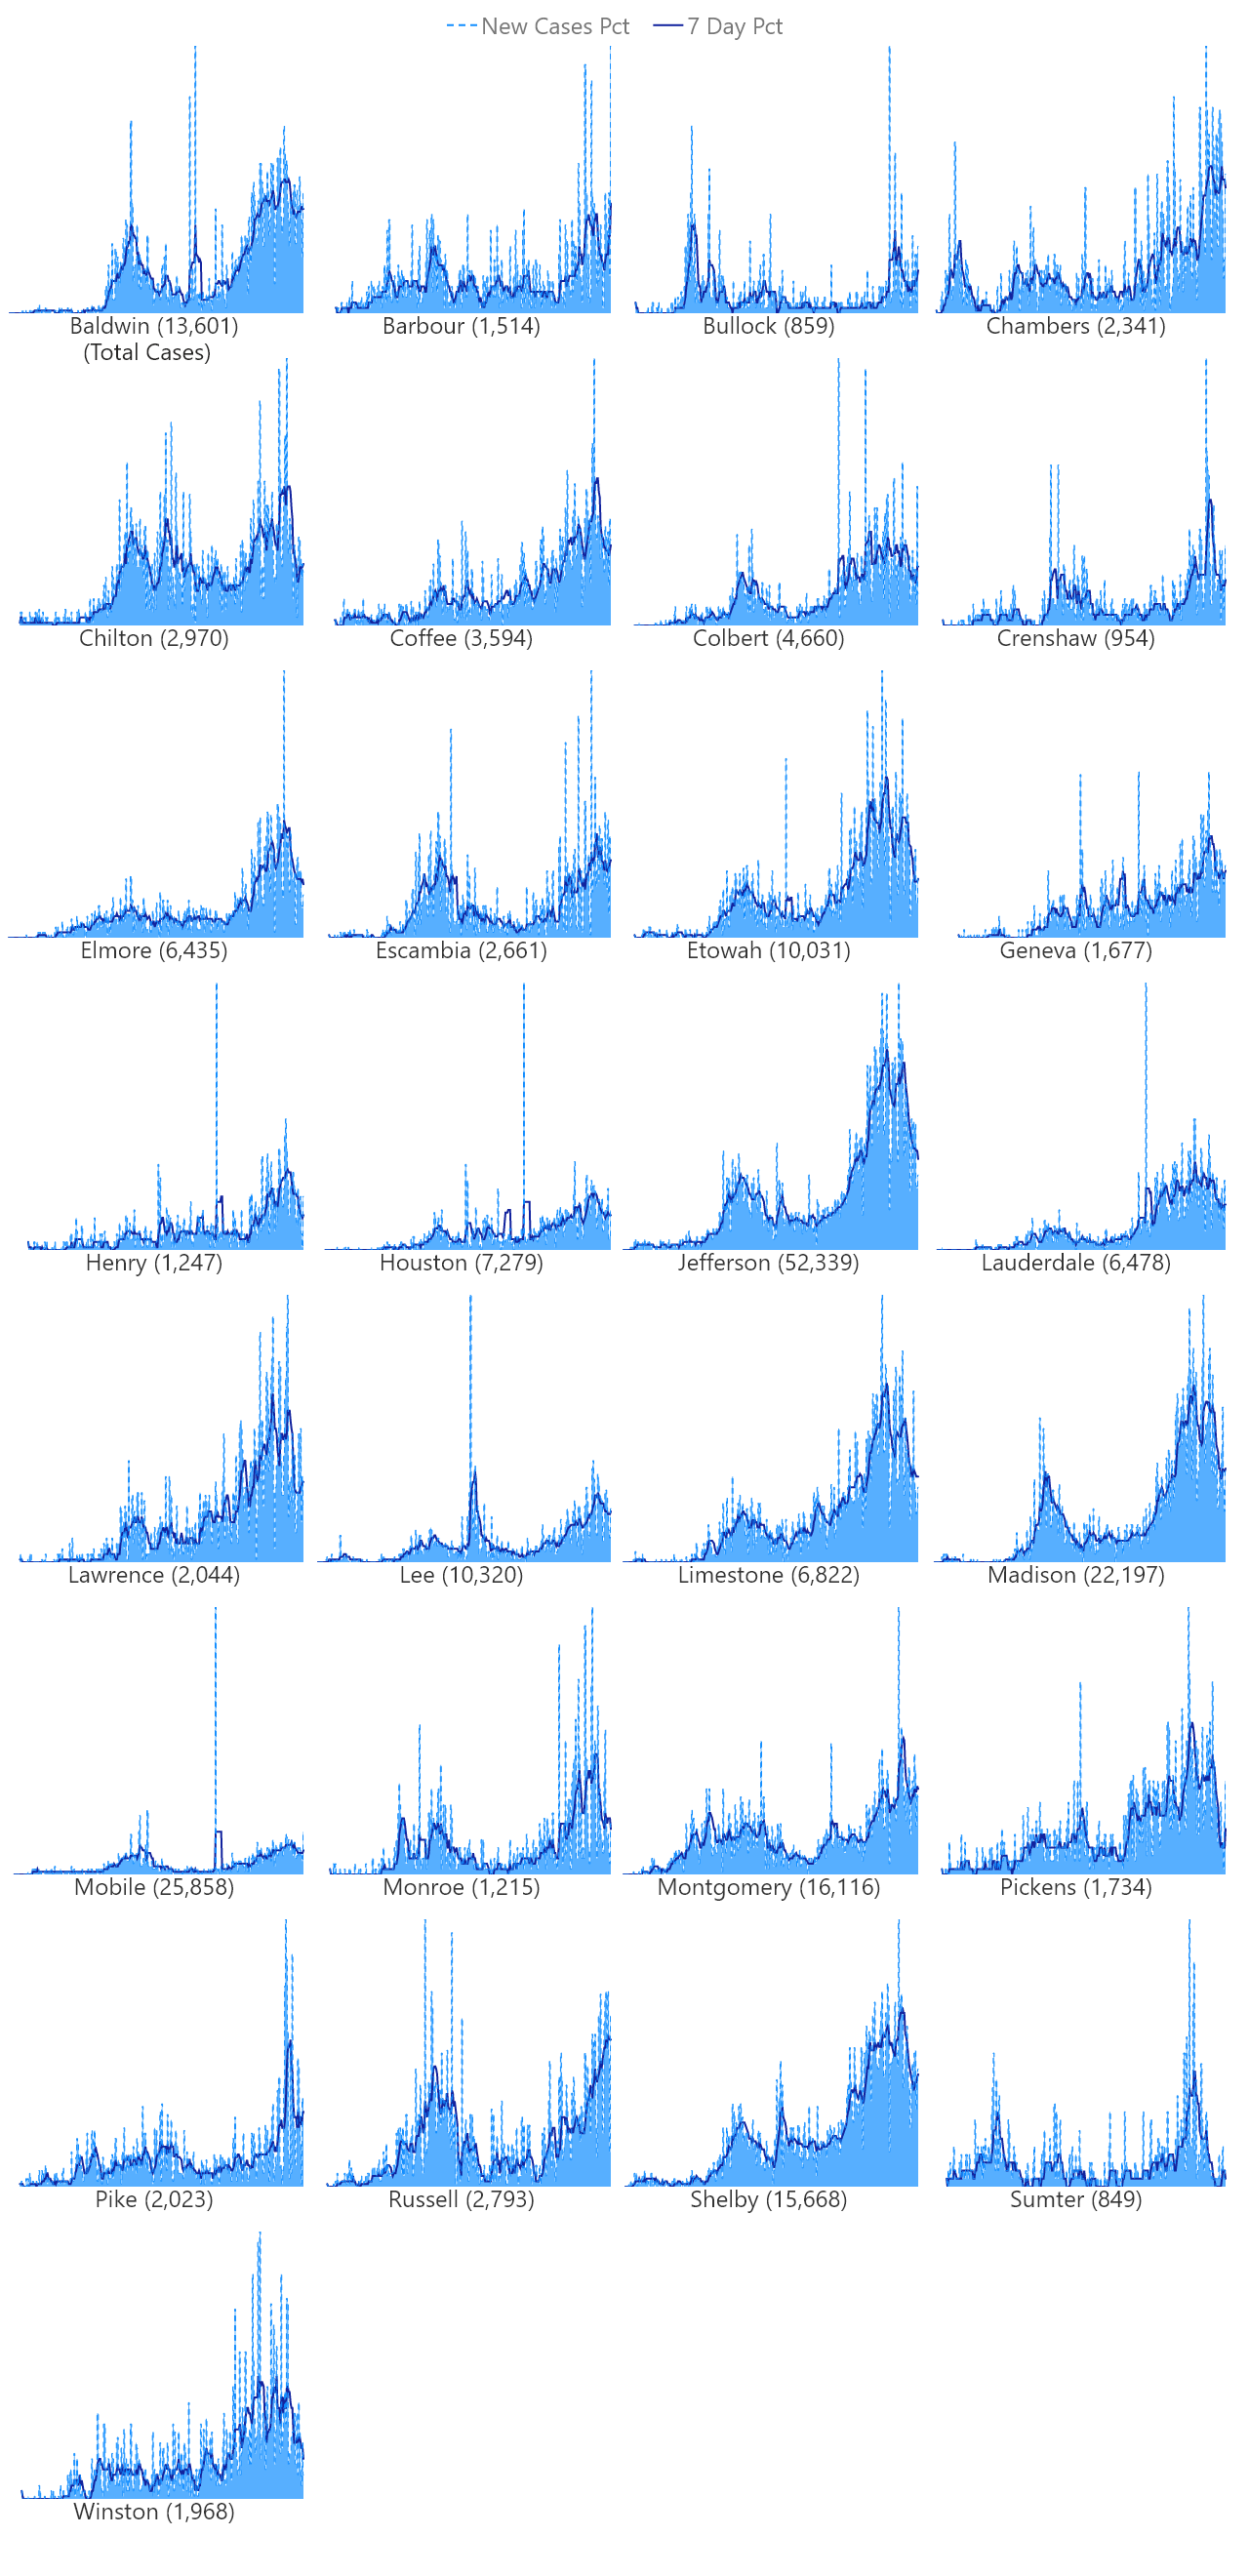 New Cases Pct 7 Day Pct
Baldwin (13,601) Barbour (1,514) Bullock (859) Chambers (2,341)
(Total Cases)
Chilton (2,970) Coffee (3,594) Colbert (4,660) Crenshaw (954)
Elmore (6,435) Escambia (2,661) Etowah (10,031) Geneva (1,677)
Henry (1,247) Houston (7,279) Jefferson (52,339) Lauderdale (6,478)
Lawrence (2,044) Lee (10,320) Limestone (6,822) Madison (22,197)
Mobile (25,858) Monroe (1,215) Montgomery (16,116) Pickens (1,734)
Pike (2,023) Russell (2,793) Shelby (15,668) Sumter (849)
Winston (1,968)